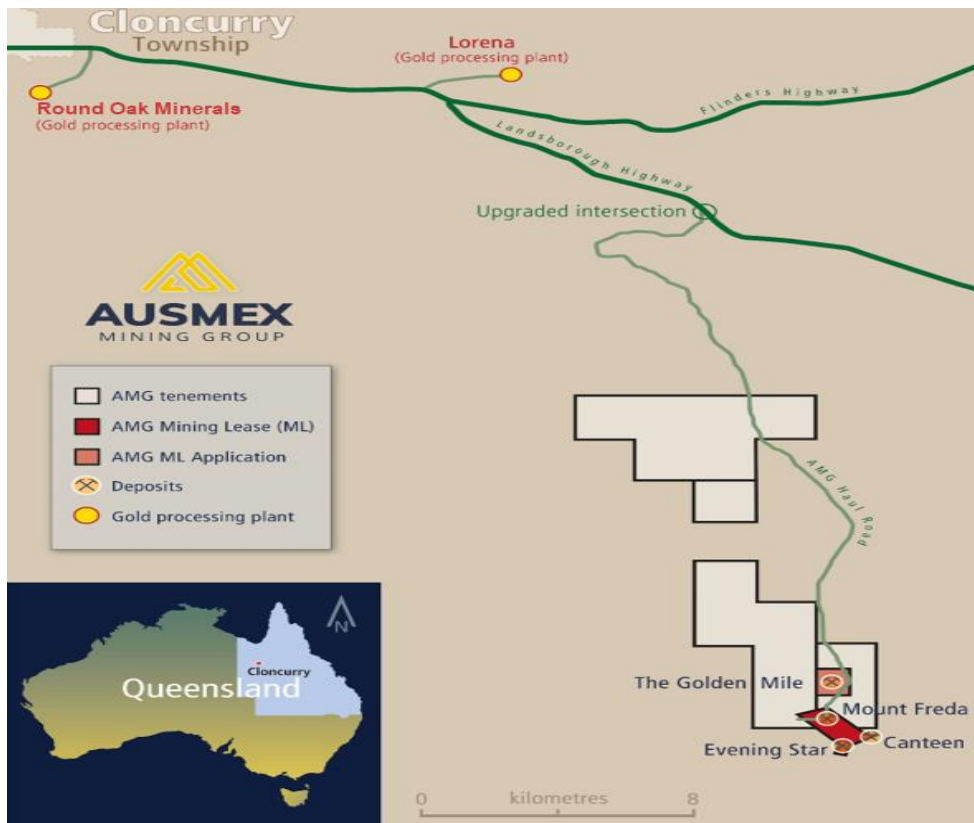 Cloncurry
Township
Lorena
(Gold processing plant)
Round Oak Minerals
(Gold processing plant)
Flinders Highway
Landsborough Highway
Upgraded intersection
AUSMEX
MINING GROUP
AMG tenements
AMG Mining Lease (ML)
AMG ML Application
Deposits
Gold processing plant
AMG Haul Road
N
Cloncurry
Queensland
The Golden Mile
Mount Freda
Canteen
Evening Star
0 kilometres 8